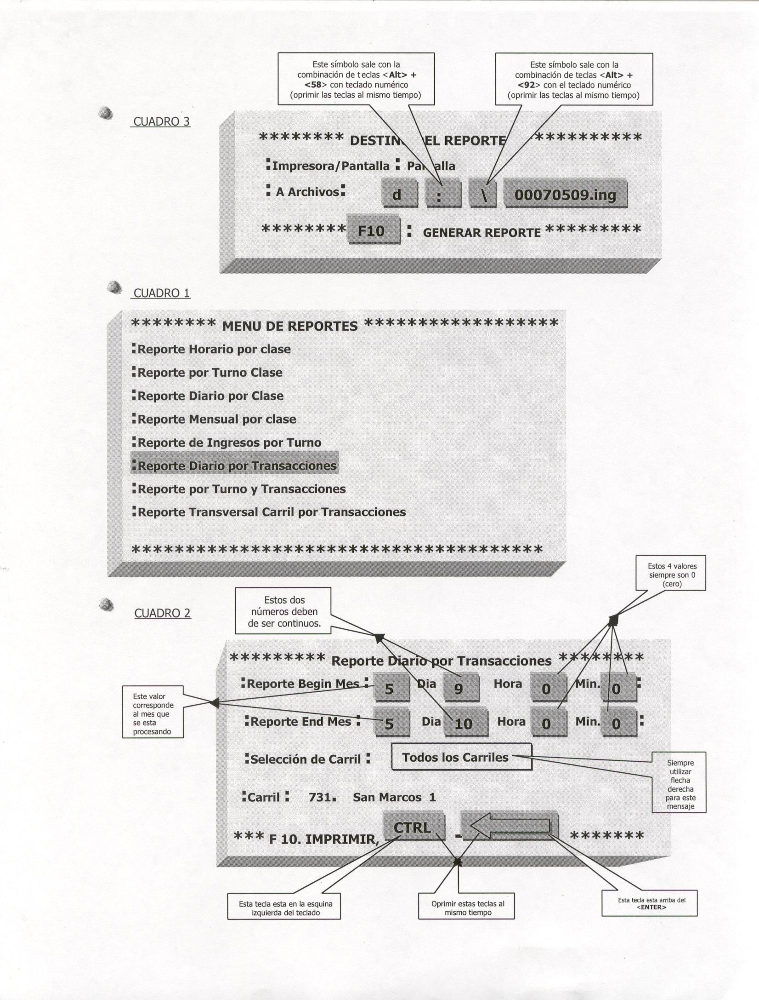 Este símbolo sale con la
combinación de teclas <Alt> +
<58> con teclado numérico
(oprimir las teclas al mismo tiempo)
Este símbolo sale con la
combinación de teclas <Alt> +
<92> con el teclado numérico
(oprimir las teclas al mismo tiempo)
CUADRO 3
******** DESTINO DEL REPORTE ***********
:Impresora/Pantalla : Pantalla
: A Archivos: d : \ 00070509.ing
******** F10 : GENERAR REPORTE *********
CUADRO 1
******** MENU DE REPORTES ******************
:Reporte Horario por clase
:Reporte por Turno Clase
:Reporte Diario por Clase
:Reporte Mensual por clase
:Reporte de Ingresos por Turno
:Reporte Diario por Transacciones
:Reporte por Turno y Transacciones
:Reporte Transversal Carril por Transacciones
**************************************
Estos 4 valores
siempre son 0
(cero)
Estos dos
números deben
de ser continuos.
CUADRO 2
********* Reporte Diario por Transacciones ********
:Reporte Begin Mes : 5 Dia 9 Hora 0 Min. 0 :
:Reporte End Mes : 5 Dia 10 Hora 0 Min. 0 :
Este valor
corresponde
al mes que
se esta
procesando
:Selección de Carril : Todos los Carriles
Siempre
utilizar
flecha
derecha
para este
mensaje
:Carril : 731. San Marcos 1
*** F 10. IMPRIMIR, CTRL - *******
Esta tecla esta en la esquina
izquierda del teclado
Oprimir estas teclas al
mismo tiempo
Esta tecla esta arriba del
<ENTER>